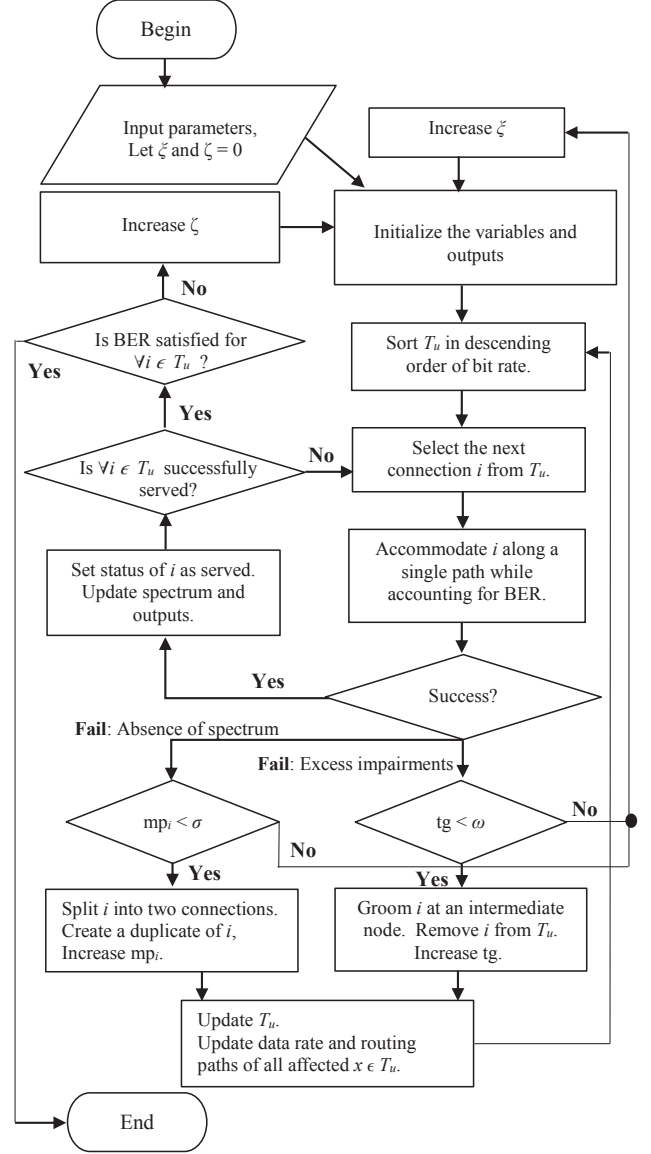 Begin
Input parameters,
Let ξ and ζ = 0
Increase ξ
Increase ζ
Initialize the variables and
outputs
No
Is BER satisfied for
∀i ϵ Tu ?
Yes
Sort Tu in descending
order of bit rate.
Yes
Is ∀i ϵ Tu successfully
served?
No
Select the next
connection i from Tu.
Set status of i as served.
Update spectrum and
outputs.
Accommodate i along a
single path while
accounting for BER.
Yes
Success?
Fail: Absence of spectrum
Fail: Excess impairments
mpi < σ
No
tg < ω
No
Yes
Yes
Split i into two connections.
Create a duplicate of i,
Increase mpi.
Groom i at an intermediate
node. Remove i from Tu.
Increase tg.
Update Tu.
Update data rate and routing
paths of all affected x ϵ Tu.
End